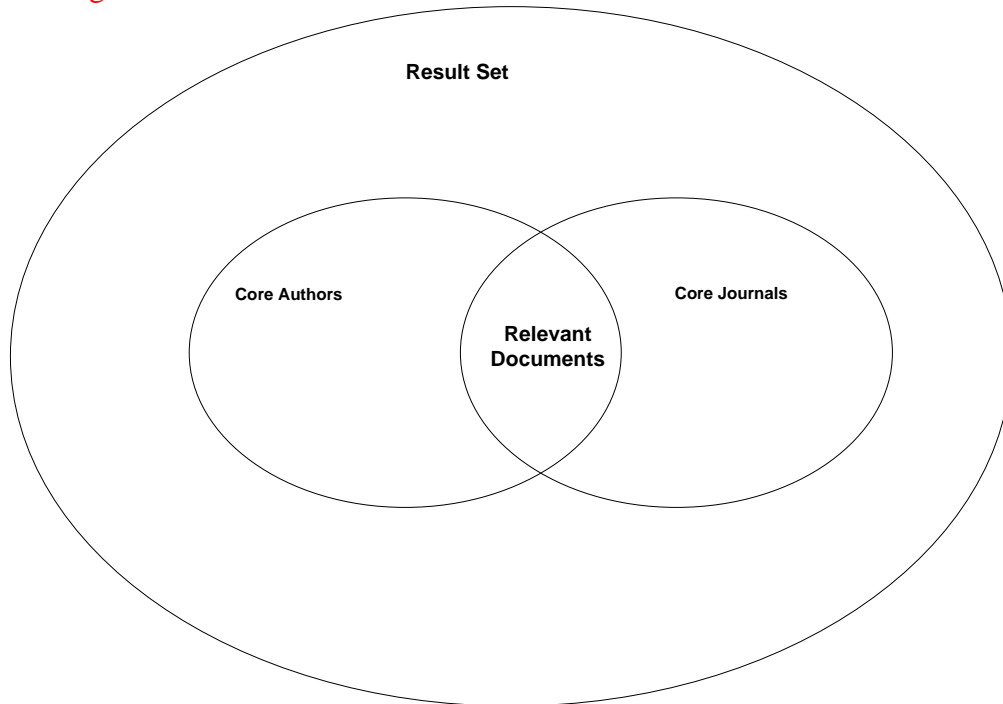 Result Set
Core Authors
Core Journals
Relevant
Documents